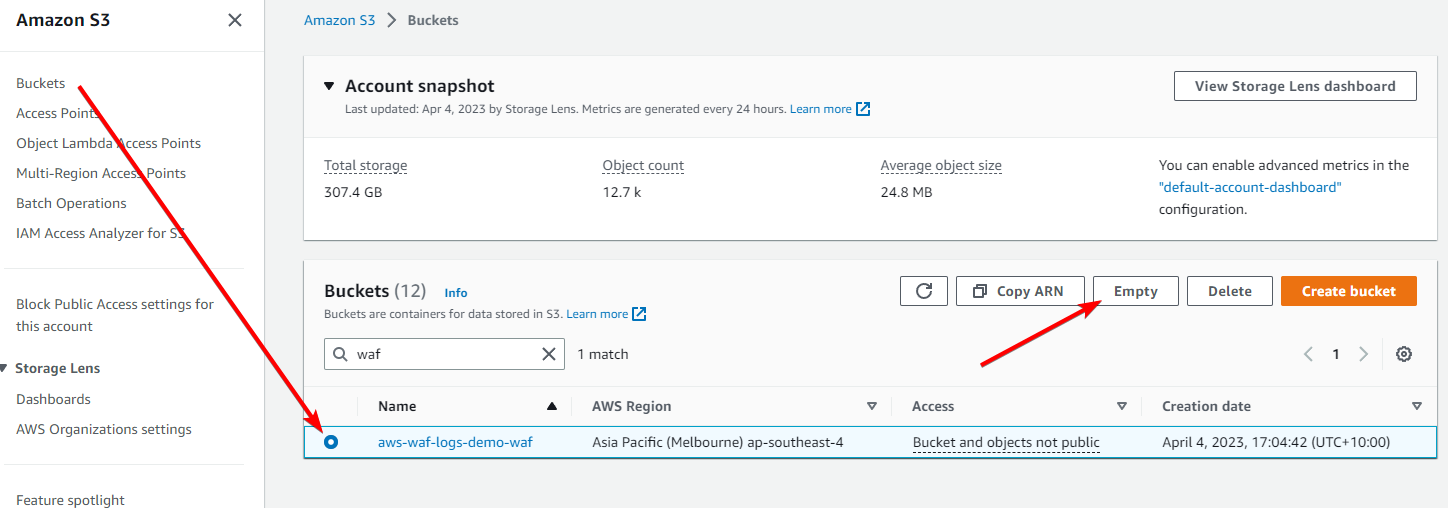 Amazon S3
Buckets
Access Points
Object Lambda Access Points
Multi-Region Access Points
Batch Operations
IAM Access Analyzer for S3
Block Public Access settings for
this account
Storage Lens
Dashboards
AWS Organizations settings
Feature spotlight
Amazon S3 > Buckets
Account snapshot
View Storage Lens dashboard
Last updated: Apr 4, 2023 by Storage Lens. Metrics are generated every 24 hours. Learn more
Total storage
307.4 GB
Object count
12.7 k
Average object size
24.8 MB
You can enable advanced metrics in the
"default-account-dashboard"
configuration.
Buckets (12) Info
Copy ARN Empty Delete Create bucket
Buckets are containers for data stored in S3. Learn more
waf 1 match 1
Name AWS Region Access Creation date
aws-waf-logs-demo-waf Asia Pacific (Melbourne) ap-southeast-4 Bucket and objects not public April 4, 2023, 17:04:42 (UTC+10:00)